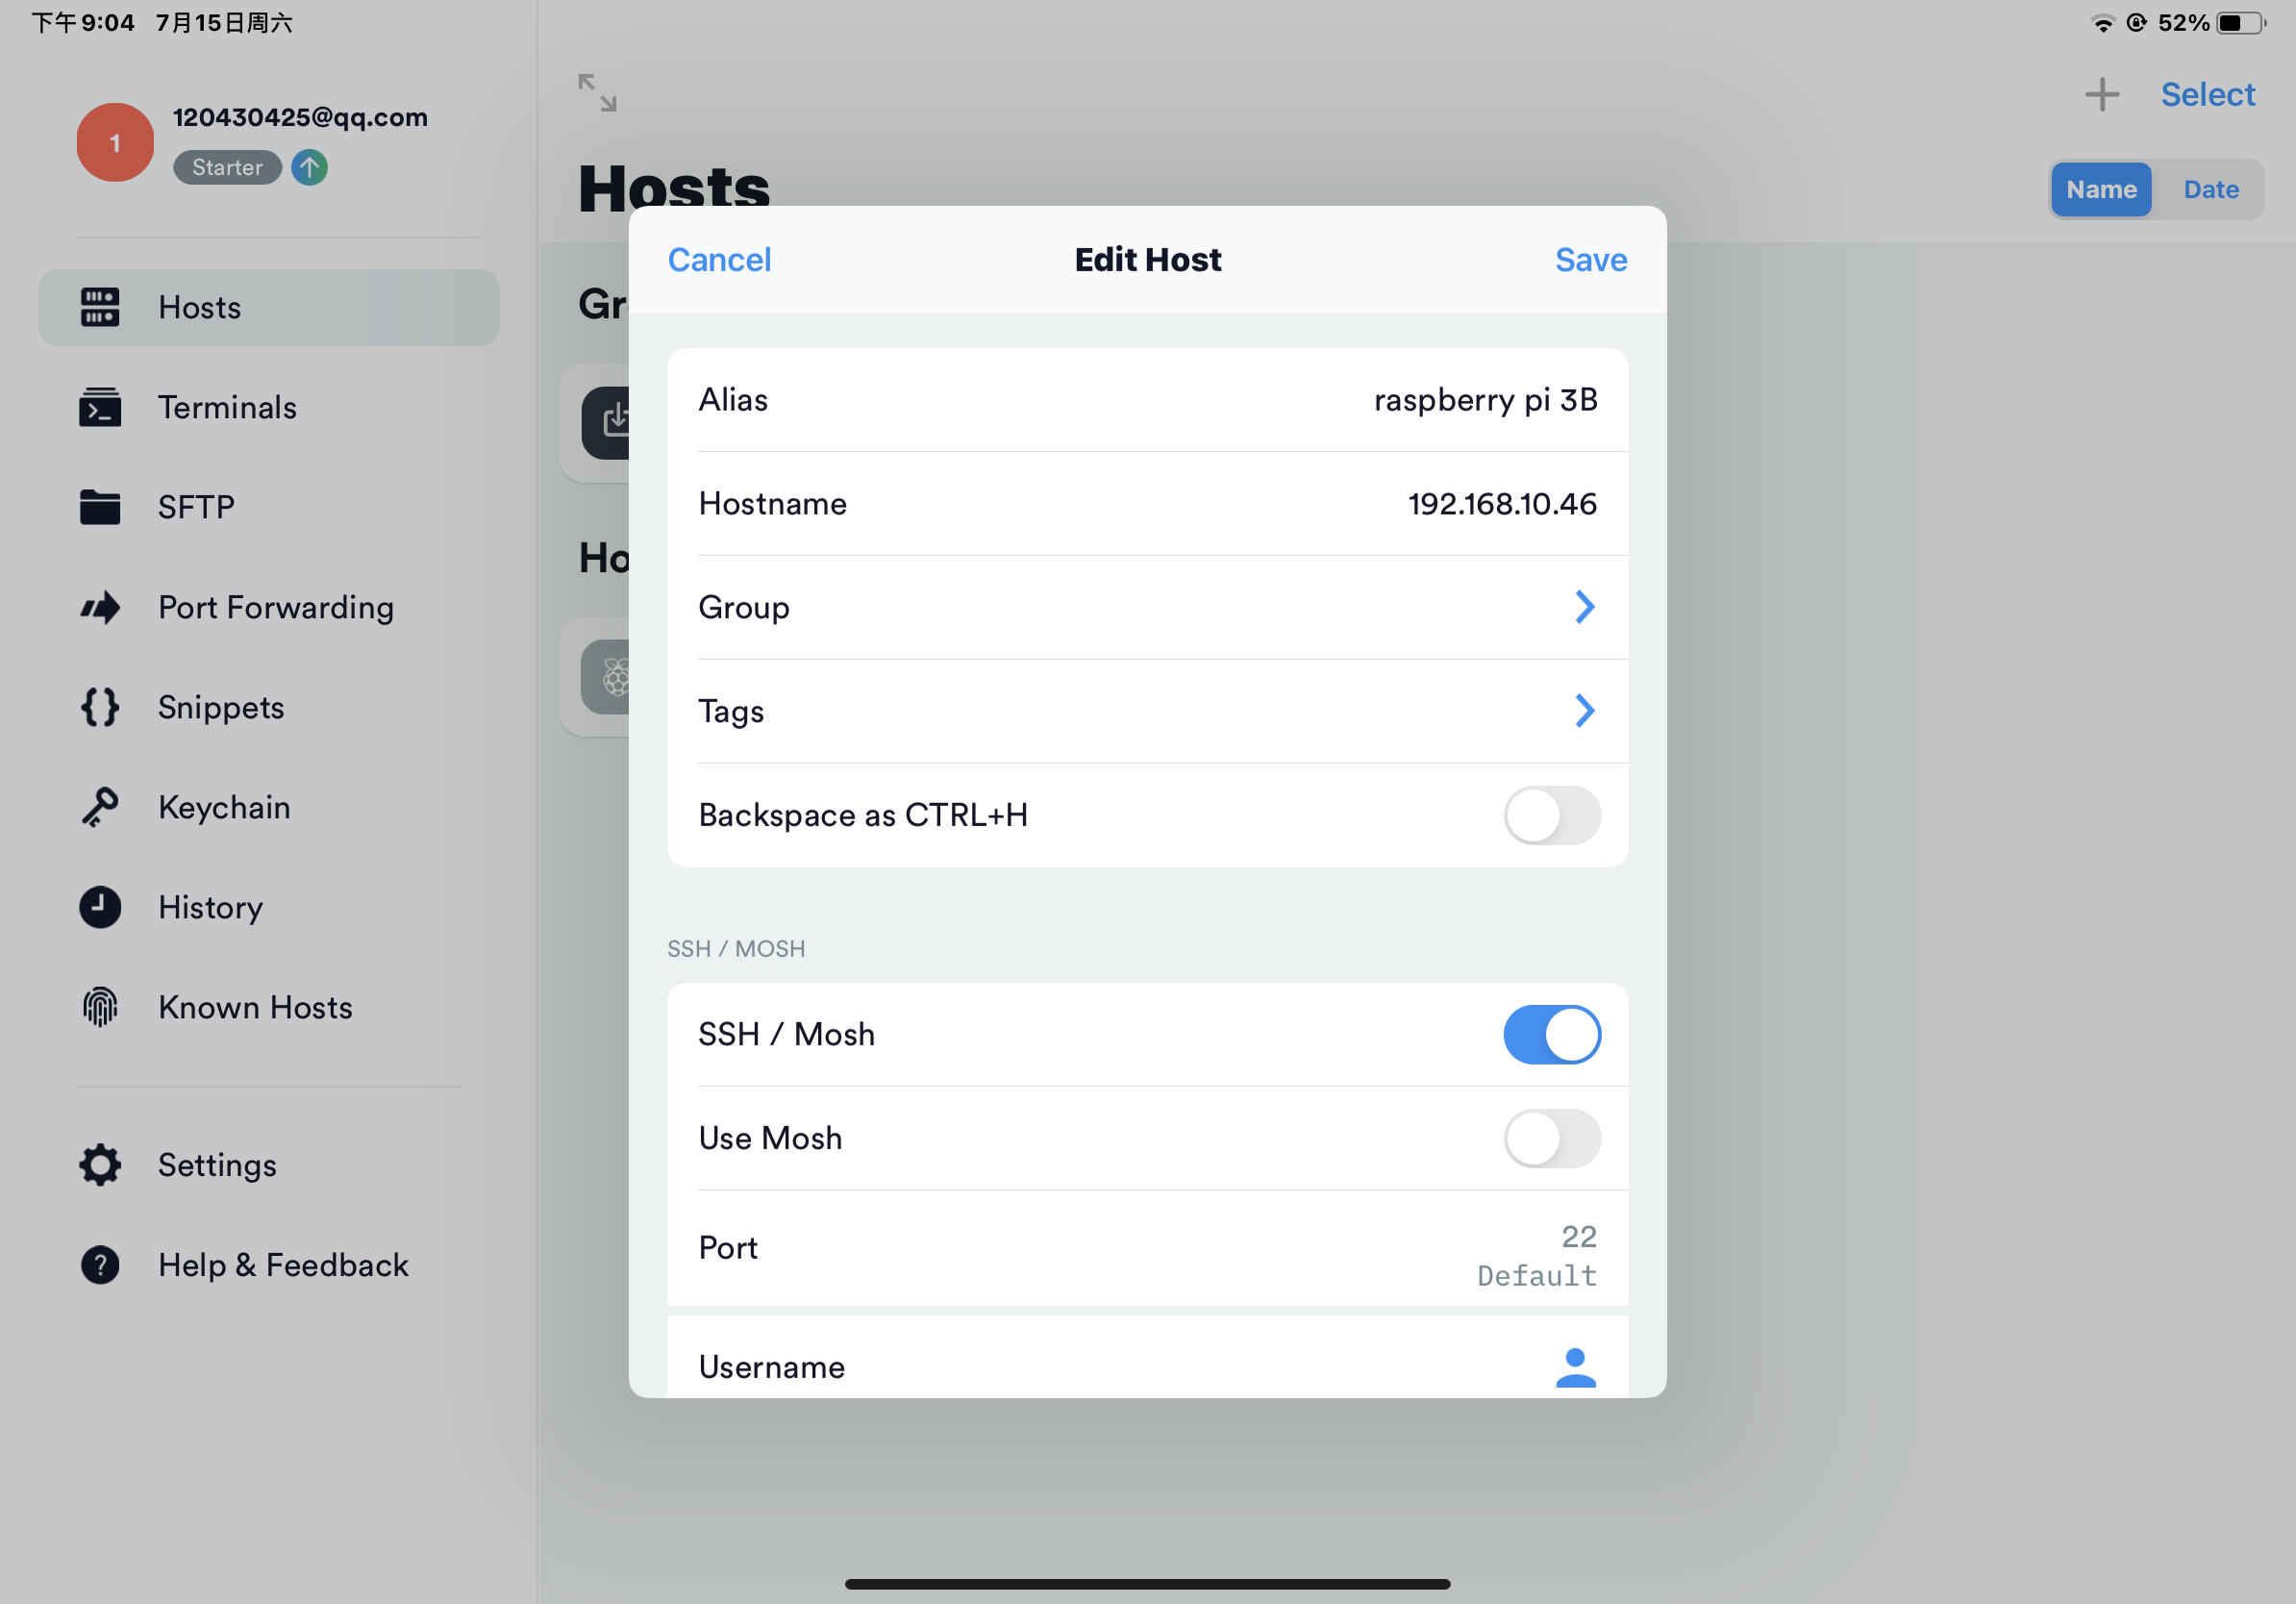 下午9:04 7月15日周六
52%
1
120430425@qq.com
Starter
Hosts
Terminals
SFTP
Port Forwarding
Snippets
Keychain
History
Known Hosts
Settings
Help & Feedback
Select
Hosts
Name Date
Cancel Edit Host Save
Alias raspberry pi 3B
Hostname 192.168.10.46
Group
Tags
Backspace as CTRL+H
SSH / MOSH
SSH / Mosh
Use Mosh
Port 22
Default
Username